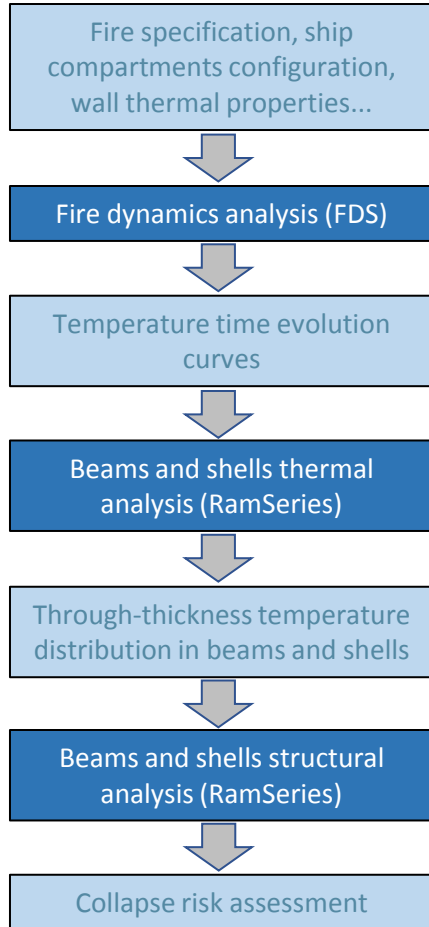 Fire specification, ship
compartments configuration,
wall thermal properties...
Fire dynamics analysis (FDS)
Temperature time evolution
curves
Beams and shells thermal
analysis (RamSeries)
Through-thickness temperature
distribution in beams and shells
Beams and shells structural
analysis (RamSeries)
Collapse risk assessment